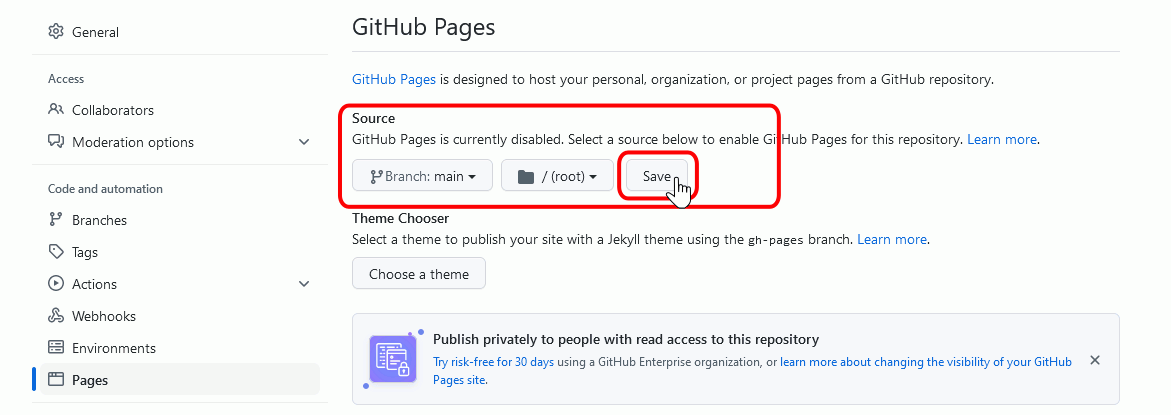 General
Access
Collaborators
Moderation options
Code and automation
Branches
Tags
Actions
Webhooks
Environments
Pages
GitHub Pages
GitHub Pages is designed to host your personal, organization, or project pages from a GitHub repository.
Source
GitHub Pages is currently disabled. Select a source below to enable GitHub Pages for this repository. Learn more.
Branch: main / (root) Save
Theme Chooser
Select a theme to publish your site with a Jekyll theme using the gh-pages branch. Learn more.
Choose a theme
Publish privately to people with read access to this repository
Try risk-free for 30 days using a GitHub Enterprise organization, or learn more about changing the visibility of your GitHub
Pages site.